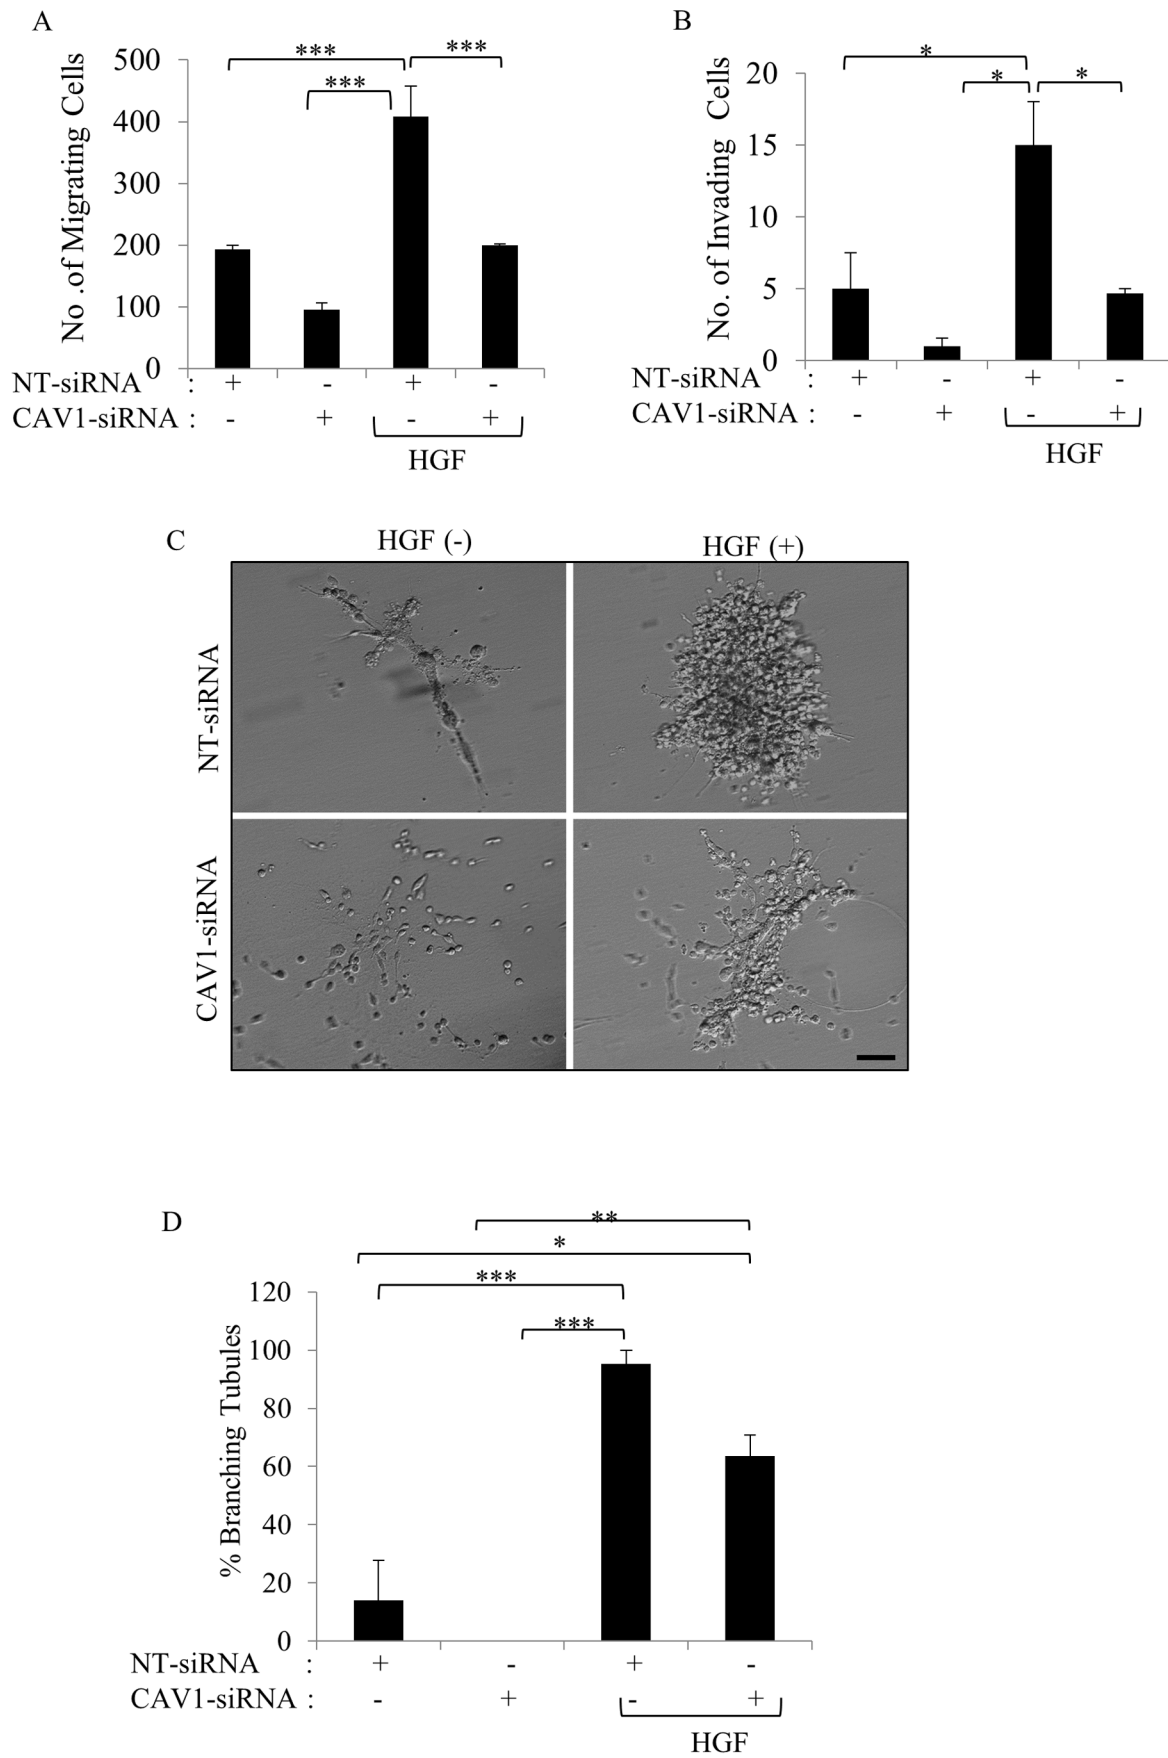 A
***
***
***
500
400
300
200
100
0
No .of Migrating Cells
NT-siRNA : + - + -
CAV1-siRNA : - + - +
HGF
B
*
*
*
20
15
10
5
0
No. of Invading Cells
NT-siRNA : + - + -
CAV1-siRNA : - + - +
HGF
C
HGF (-)
HGF (+)
NT-siRNA
CAV1-siRNA
D
**
*
***
***
120
100
80
60
40
20
0
% Branching Tubules
NT-siRNA : + - + -
CAV1-siRNA : - + - +
HGF